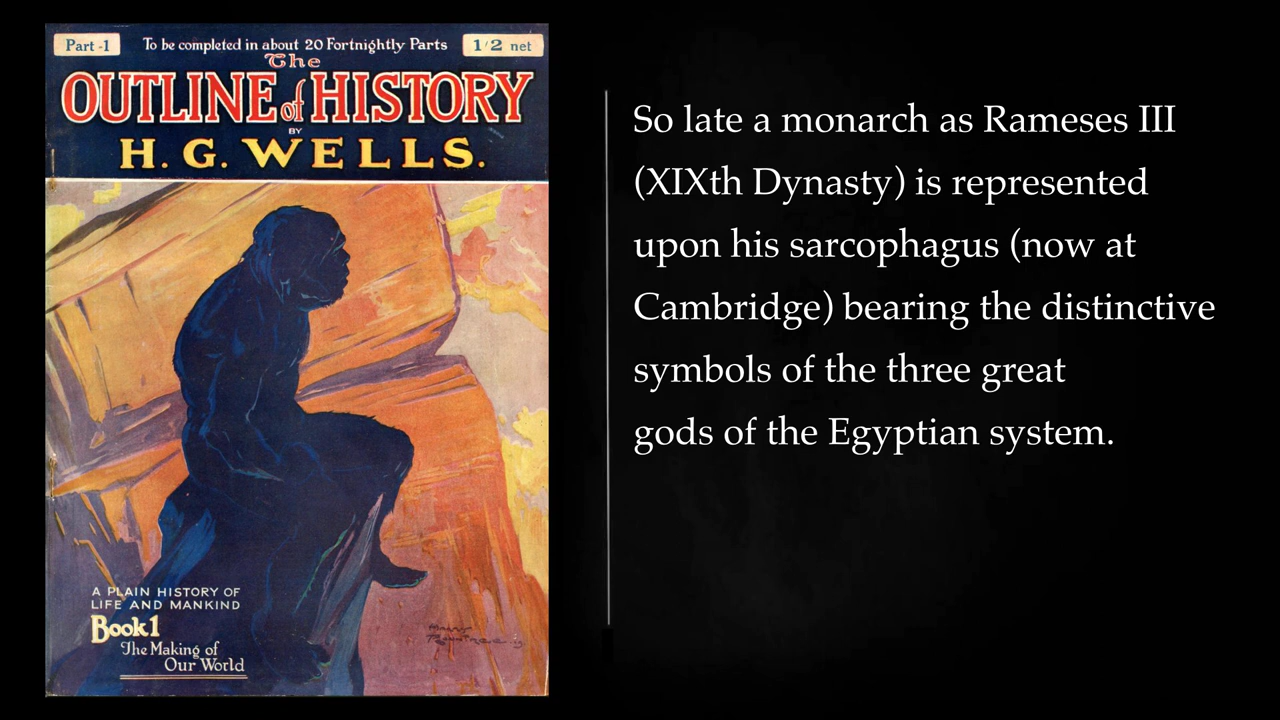 Part -1
To be completed in about 20 Fortnightly Parts
1/2 net
The
OUTLINE of HISTORY
BY
H. G. WELLS.
So late a monarch as Rameses III
(XIXth Dynasty) is represented
upon his sarcophagus (now at
Cambridge) bearing the distinctive
symbols of the three great
gods of the Egyptian system.
A PLAIN HISTORY OF
LIFE AND MANKIND
Book 1
The Making of
Our World